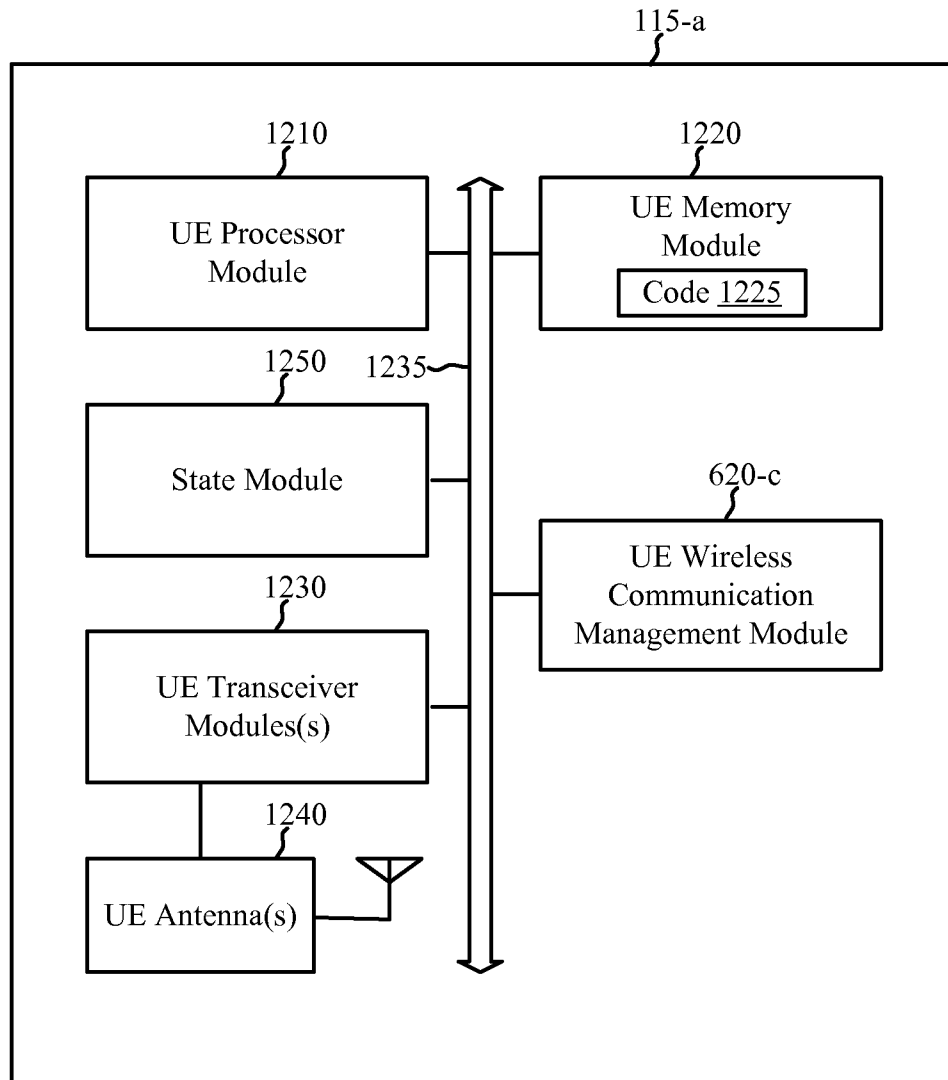 115-a
1210
UE Processor
Module
1220
UE Memory
Module
Code 1225
1235
1250
State Module
620-c
UE Wireless
Communication
Management Module
1230
UE Transceiver
Modules(s)
1240
UE Antenna(s)